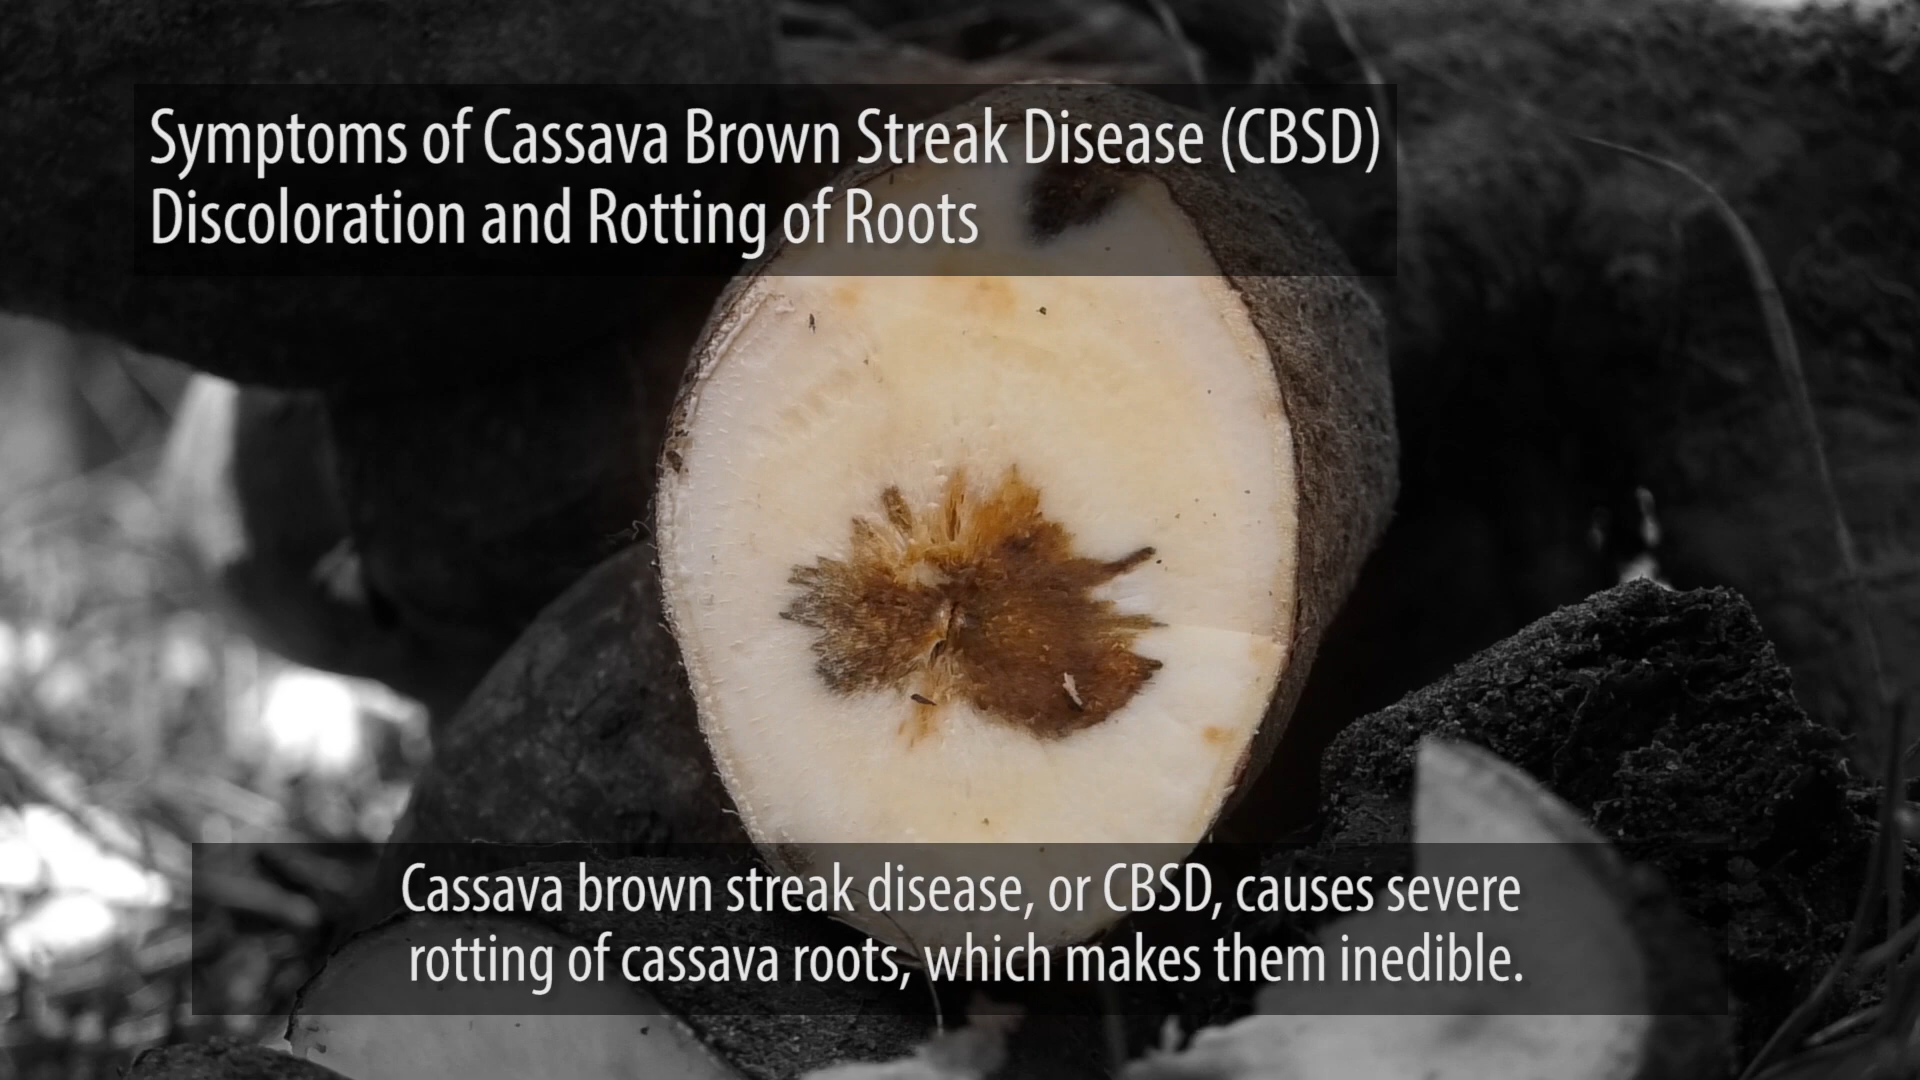 Symptoms of Cassava Brown Streak Disease (CBSD)
Discoloration and Rotting of Roots
Cassava brown streak disease, or CBSD, causes severe
rotting of cassava roots, which makes them inedible.